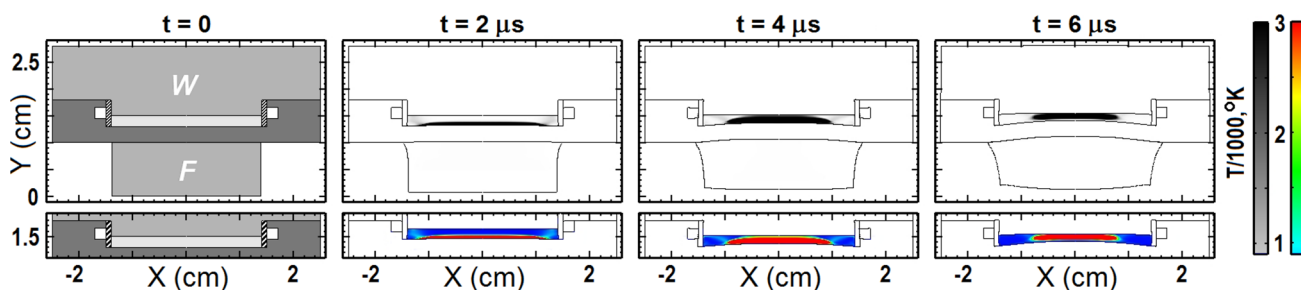 t = 0 t = 2 μs t = 4 μs t = 6 μs
2.5 W 3
Y (cm) 1 F 2 T/1000,°K
0
1.5 1
-2 X (cm) 2 -2 X (cm) 2 -2 X (cm) 2 -2 X (cm) 2